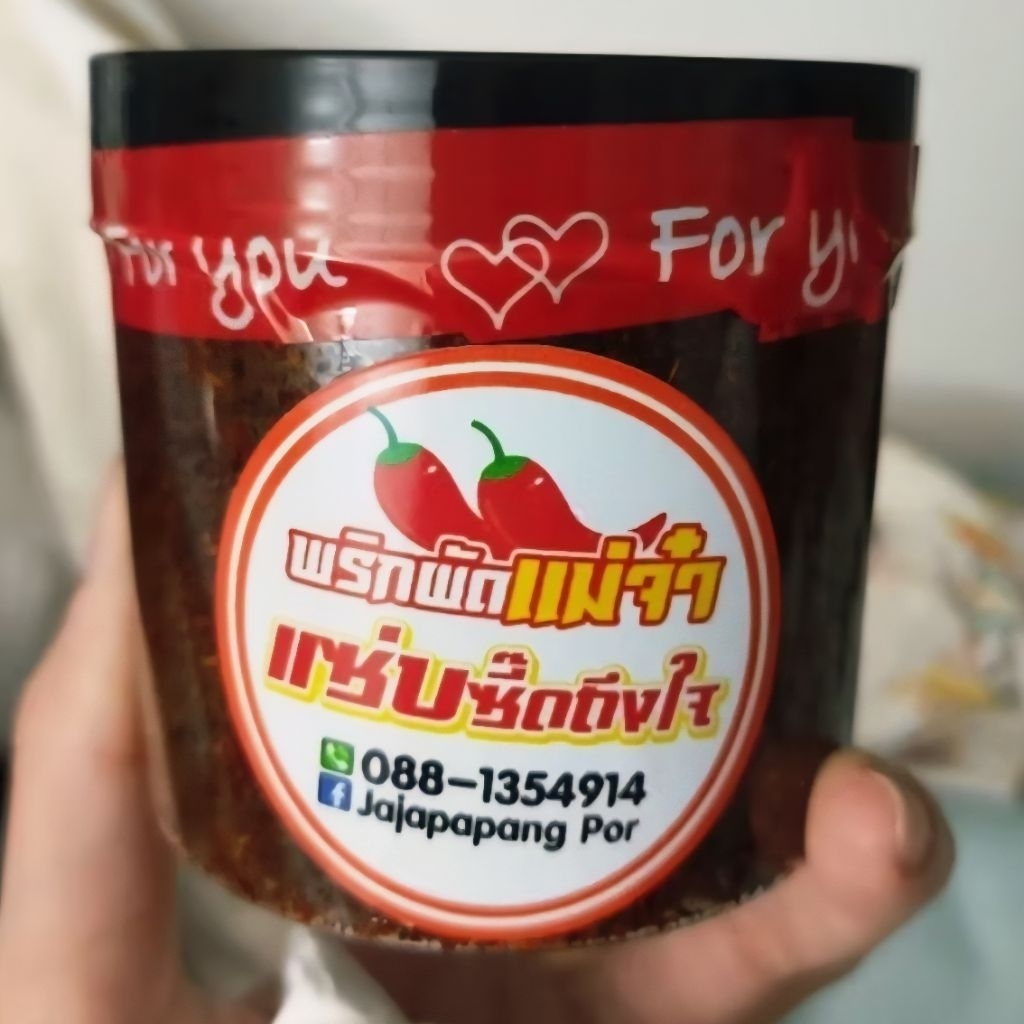 For you For y
พริกผัดแม่จ๋า
แซ่บซี๊ดถึงใจ
088-1354914
Jajapapang Por